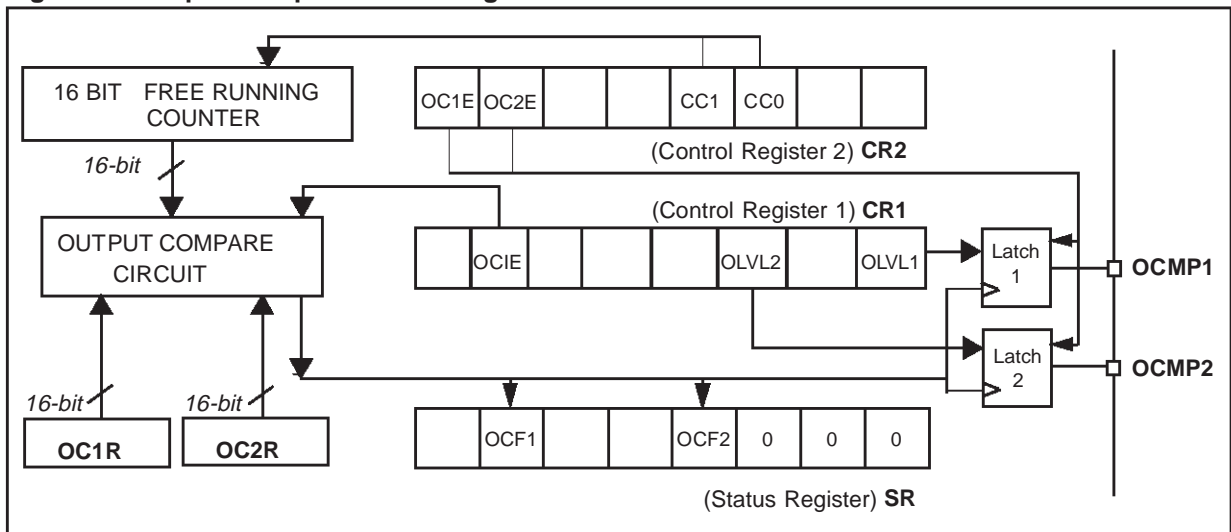 16 BIT FREE RUNNING
COUNTER
OC1E OC2E CC1 CC0
(Control Register 2) CR2
16-bit
(Control Register 1) CR1
OUTPUT COMPARE
CIRCUIT
OCIE OLVL2 OLVL1
Latch
1
OCMP1
Latch
2
OCMP2
16-bit 16-bit
OC1R OC2R
OCF1 OCF2 0 0 0
(Status Register) SR